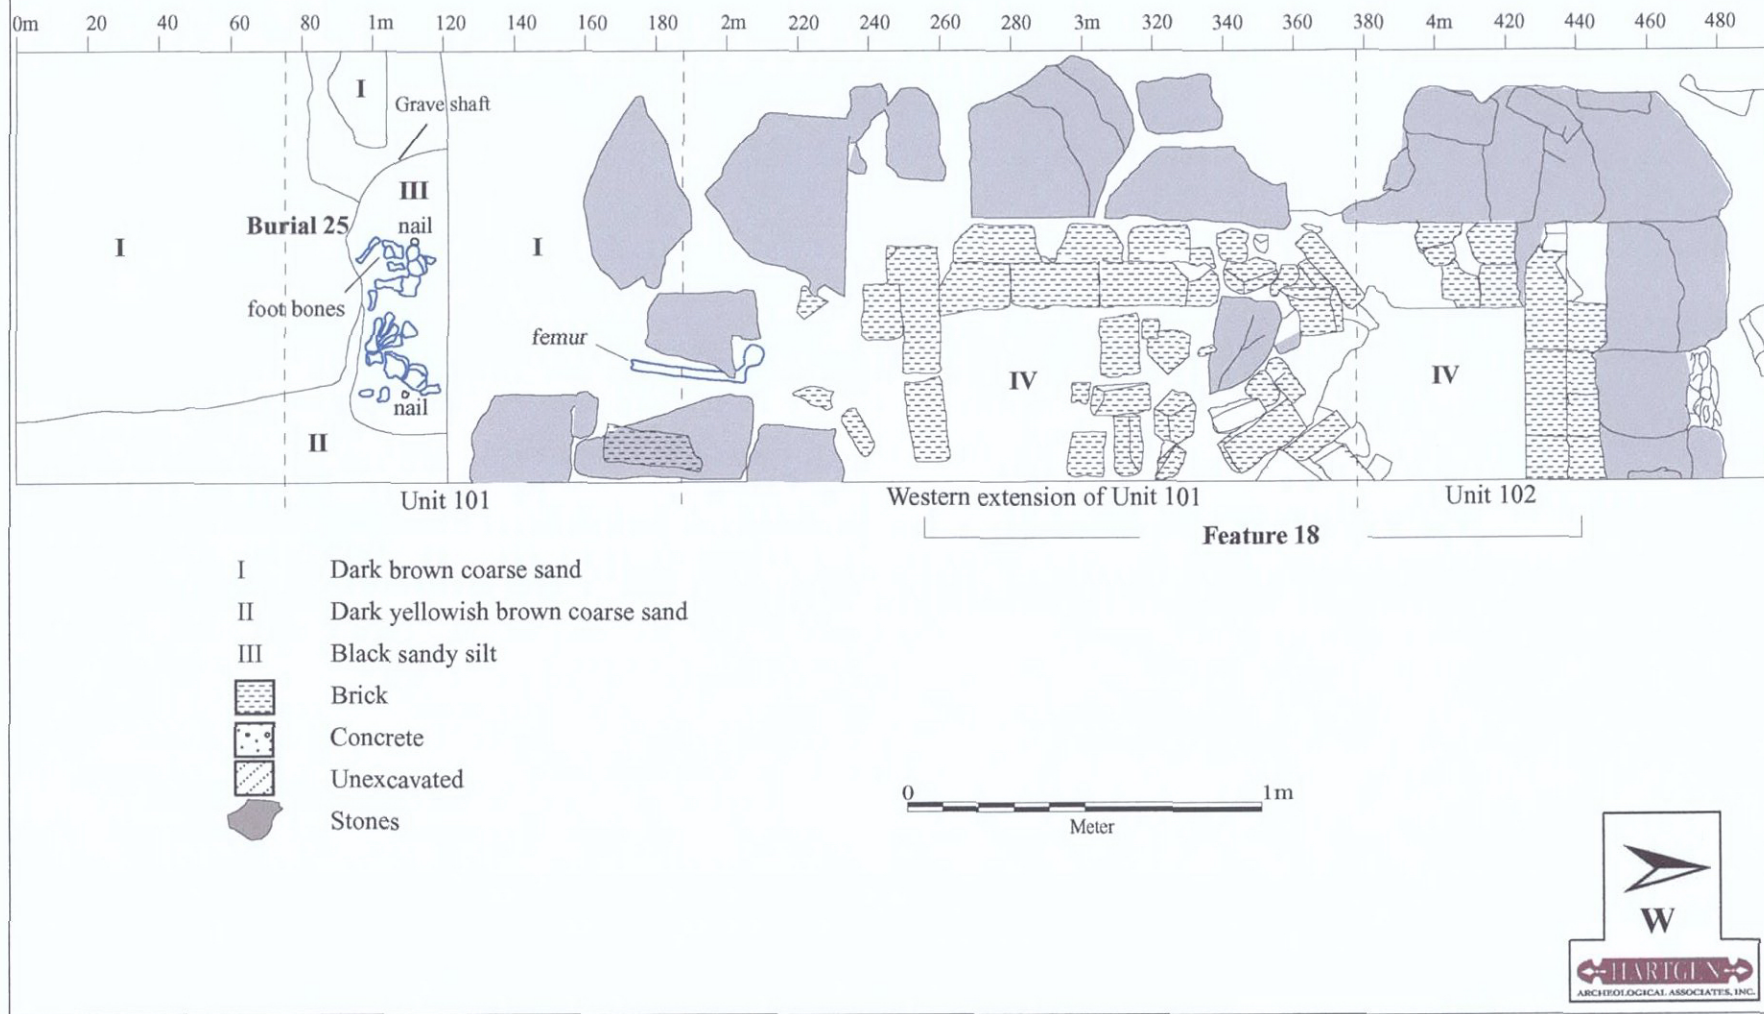 0m 20 40 60 80 1m 120 140 160 180 2m 220 240 260 280 3m 320 340 360 380 4m 420 440 460 480
I
Grave shaft
III
Burial 25
nail
I
I
foot bones
femur
IV
IV
nail
II
Unit 101
Western extension of Unit 101
Unit 102
Feature 18
I Dark brown coarse sand
II Dark yellowish brown coarse sand
III Black sandy silt
Brick
Concrete
Unexcavated
Stones
0 1m
Meter
W
HARTGEN
ARCHEOLOGICAL ASSOCIATES, INC.